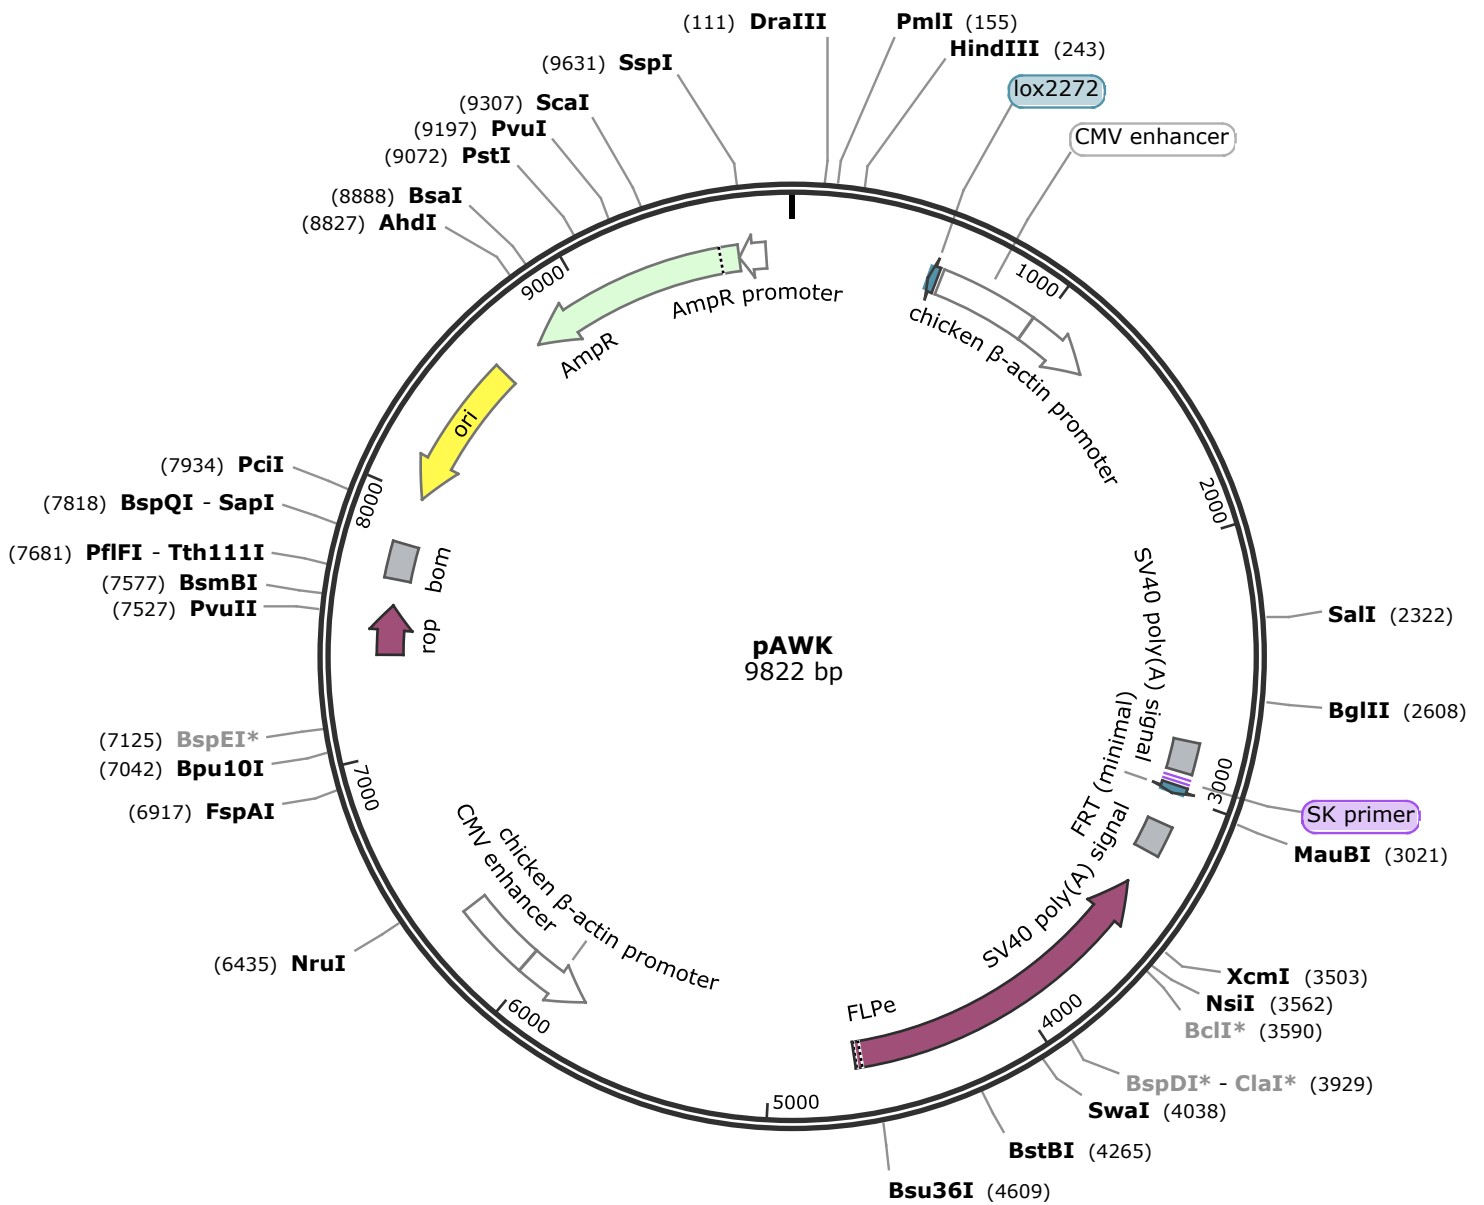 (111) DraIII
PmlI (155)
HindIII (243)
lox2272
CMV enhancer
(9631) SspI
(9307) ScaI
(9197) PvuI
(9072) PstI
(8888) BsaI
(8827) AhdI
9000
1000
AmpR promoter
AmpR
chicken β-actin promoter
ori
(7934) PciI
(7818) BspQI - SapI
(7681) PflFI - Tth111I
(7577) BsmBI
(7527) PvuII
8000
2000
bom
rop
pAWK
9822 bp
SV40 poly(A) signal
SalI (2322)
BglII (2608)
3000
FRT (minimal)
SK primer
MauBI (3021)
(7125) BspEI*
(7042) Bpu10I
(6917) FspAI
7000
CMV enhancer
chicken β-actin promoter
SV40 poly(A) signal
(6435) NruI
XcmI (3503)
NsiI (3562)
BclI* (3590)
FLPe
6000
4000
5000
BspDI* - ClaI* (3929)
SwaI (4038)
BstBI (4265)
Bsu36I (4609)